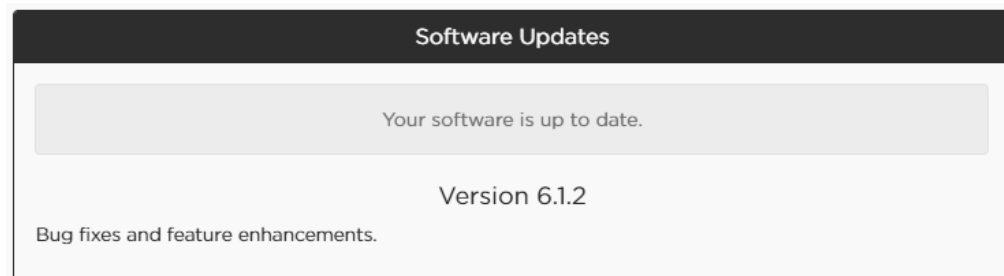 Software Updates
Your software is up to date.
Version 6.1.2
Bug fixes and feature enhancements.